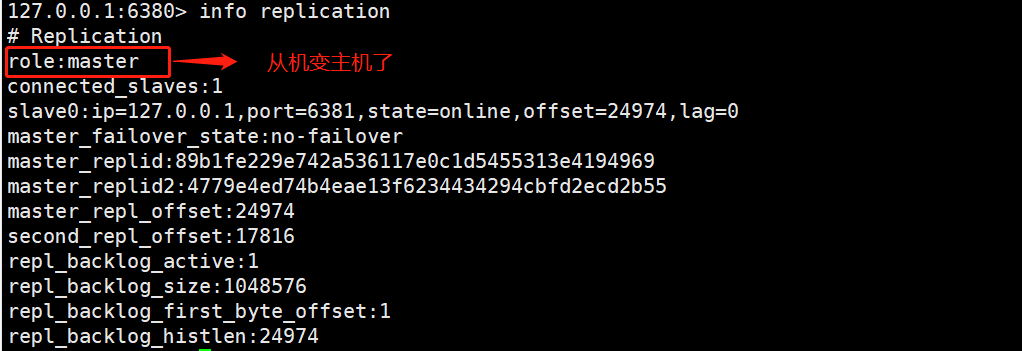 127.0.0.1:6380> info replication
# Replication
role:master 从机变主机了
connected_slaves:1
slave0:ip=127.0.0.1,port=6381,state=online,offset=24974,lag=0
master_failover_state:no-failover
master_replid:89b1fe229e742a536117e0c1d5455313e4194969
master_replid2:4779e4ed74b4eae13f6234434294cbfd2ecd2b55
master_repl_offset:24974
second_repl_offset:17816
repl_backlog_active:1
repl_backlog_size:1048576
repl_backlog_first_byte_offset:1
repl_backlog_histlen:24974